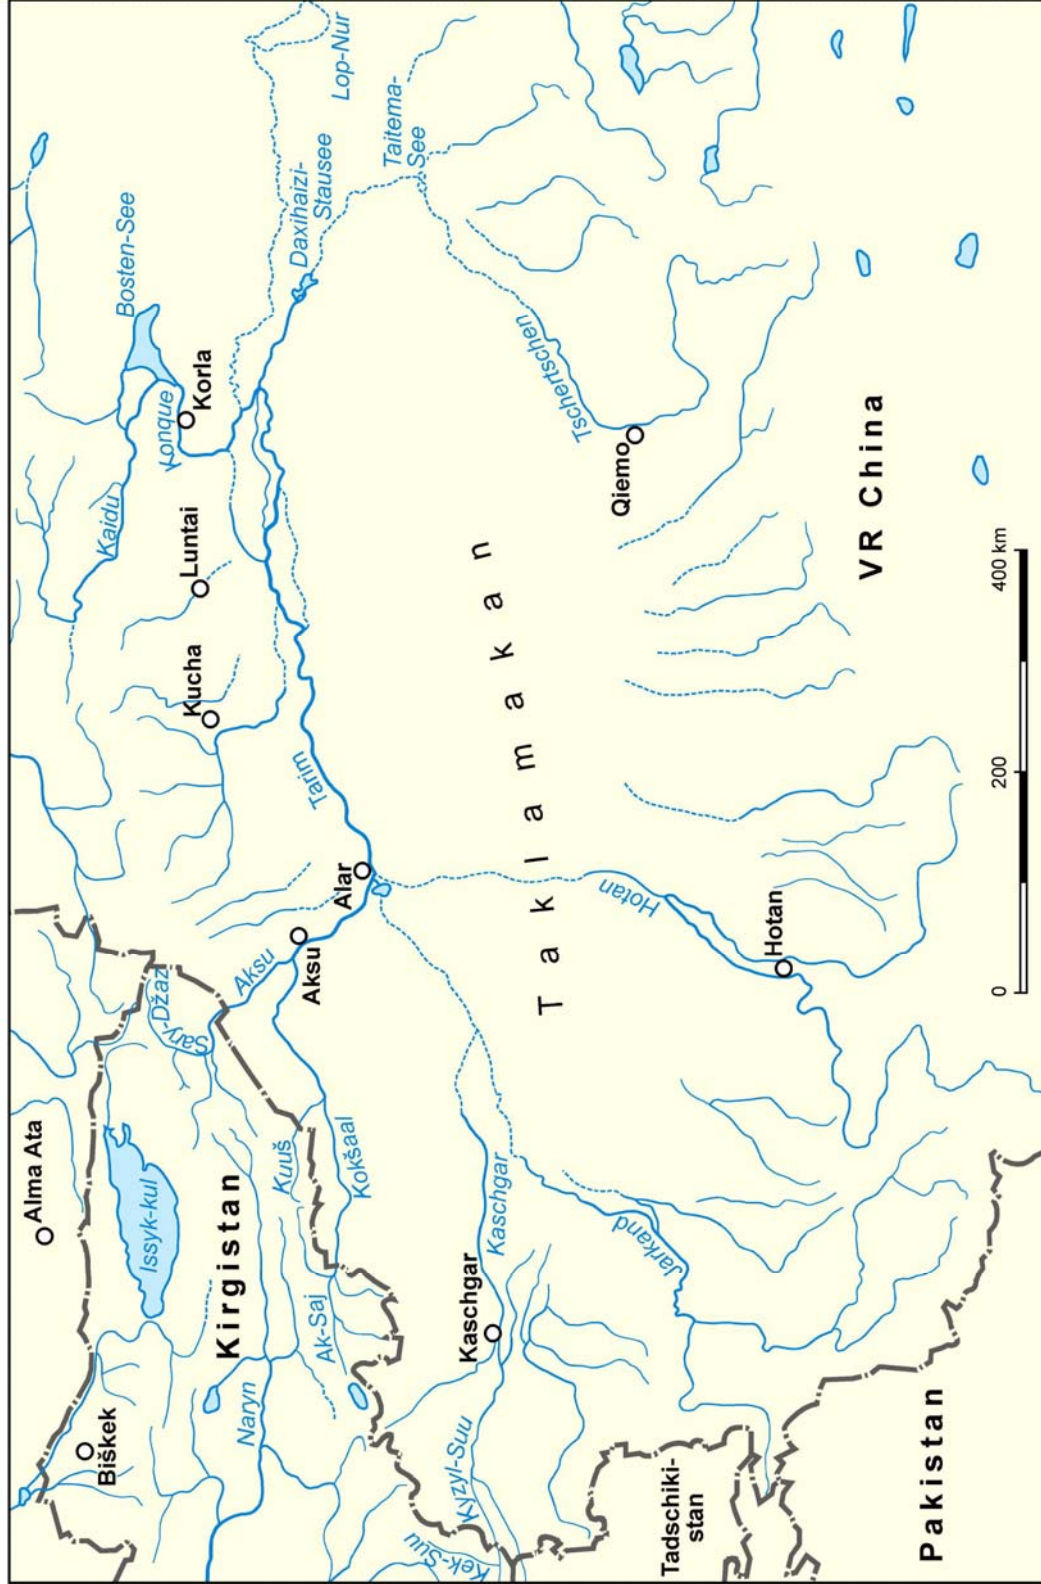 Alma Ata
Biškek
Issyk-kul
Kirgistan
Naryn
Ak-Saj
Kuuš
Kokšaal
Sary-Džaz
Aksu
Aksu
Alar
Tarim
Kucha
Luntai
Kaidu
Konque
Korla
Bosten-See
Daxihaizi-
Stausee
Lop-Nur
Taitema-
See
Tschertschen
Qiemo
Taklamakan
Hotan
Hotan
Kaschgar
Kaschgar
Jarkand
Kyzyl-Suu
Kek-Suu
Tadschiki-
stan
Pakistan
VR China
0
200
400 km